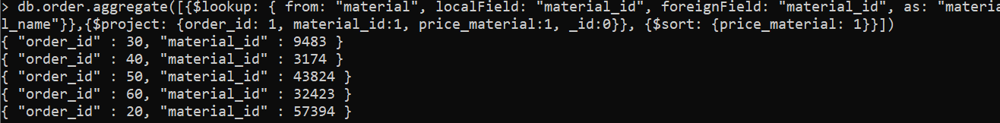 > db.order.aggregate([{$lookup: { from: "material", localField: "material_id", foreignField: "material_id", as: "materia
l_name"}},{$project: {order_id: 1, material_id:1, price_material:1, _id:0}}, {$sort: {price_material: 1}}])
{ "order_id" : 30, "material_id" : 9483 }
{ "order_id" : 40, "material_id" : 3174 }
{ "order_id" : 50, "material_id" : 43824 }
{ "order_id" : 60, "material_id" : 32423 }
{ "order_id" : 20, "material_id" : 57394 }